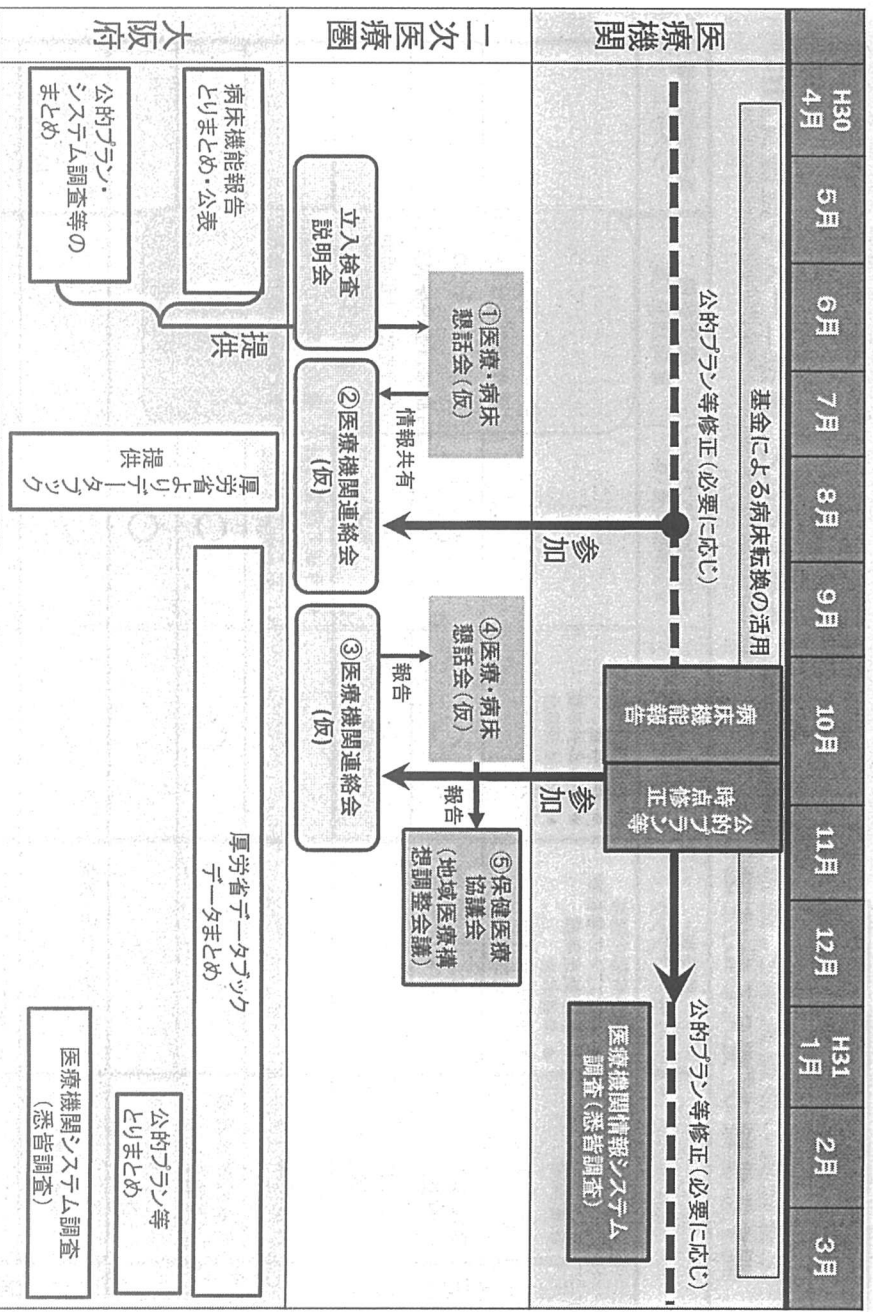 H30
4月
5月
6月
7月
8月
9月
10月
11月
12月
H31
1月
2月
3月
医療機関
基金による病床転換の活用
公的プラン等修正(必要に応じ)
病床機能報告
公的プラン等
時点修正
公的プラン等修正(必要に応じ)
医療機関情報システム
調査(悉皆調査)
参加
参加
二次医療圏
①医療・病床
懇話会(仮)
立入検査
説明会
情報共有
②医療機関連絡会
(仮)
④医療・病床
懇話会(仮)
報告
③医療機関連絡会
(仮)
報告
⑤保健医療
協議会
(地域医療構
想調整会議)
大阪府
病床機能報告
とりまとめ・公表
公的プラン・
システム調査等の
まとめ
提供
厚労省よりデータブック
提供
厚労省データブック
データまとめ
公的プラン等
とりまとめ
医療機関システム調査
(悉皆調査)